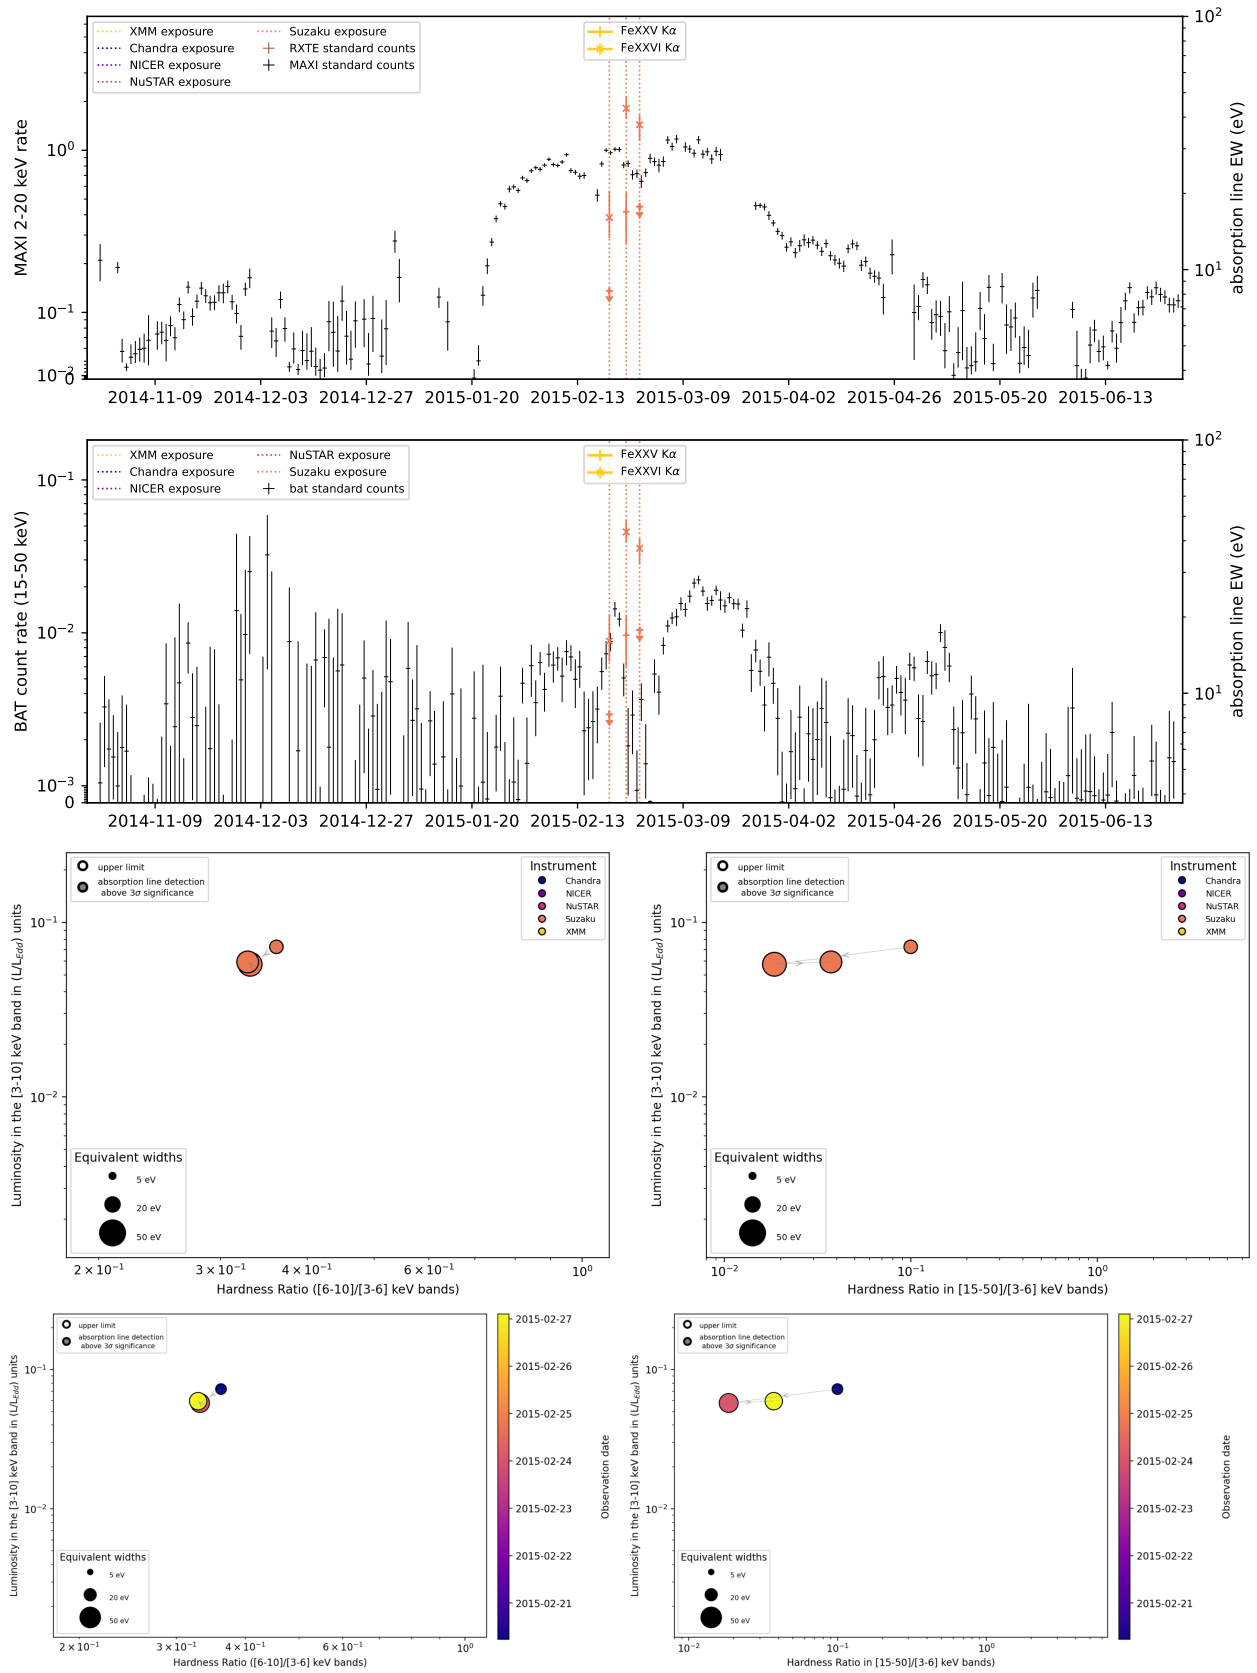 XMM exposure
Chandra exposure
NICER exposure
NuSTAR exposure
Suzaku exposure
RXTE standard counts
MAXI standard counts
FeXXV Kα
FeXXVI Kα
MAXI 2-20 keV rate
absorption line EW (eV)
10⁰
10⁻¹
10⁻²
0
10²
10¹
2014-11-09 2014-12-03 2014-12-27 2015-01-20 2015-02-13 2015-03-09 2015-04-02 2015-04-26 2015-05-20 2015-06-13
XMM exposure
Chandra exposure
NICER exposure
NuSTAR exposure
Suzaku exposure
bat standard counts
FeXXV Kα
FeXXVI Kα
BAT count rate (15-50 keV)
absorption line EW (eV)
10⁻¹
10⁻²
10⁻³
0
10²
10¹
2014-11-09 2014-12-03 2014-12-27 2015-01-20 2015-02-13 2015-03-09 2015-04-02 2015-04-26 2015-05-20 2015-06-13
upper limit
absorption line detection
above 3σ significance
Instrument
Chandra
NICER
NuSTAR
Suzaku
XMM
Luminosity in the [3-10] keV band in (L/L_Edd) units
10⁻¹
10⁻²
Equivalent widths
5 eV
20 eV
50 eV
2 × 10⁻¹ 3 × 10⁻¹ 4 × 10⁻¹ 6 × 10⁻¹ 10⁰
Hardness Ratio ([6-10]/[3-6] keV bands)
upper limit
absorption line detection
above 3σ significance
Instrument
Chandra
NICER
NuSTAR
Suzaku
XMM
Luminosity in the [3-10] keV band in (L/L_Edd) units
10⁻¹
10⁻²
Equivalent widths
5 eV
20 eV
50 eV
10⁻² 10⁻¹ 10⁰
Hardness Ratio in [15-50]/[3-6] keV bands)
upper limit
absorption line detection
above 3σ significance
Luminosity in the [3-10] keV band in (L/L_Edd) units
10⁻¹
10⁻²
Equivalent widths
5 eV
20 eV
50 eV
2 × 10⁻¹ 3 × 10⁻¹ 4 × 10⁻¹ 6 × 10⁻¹ 10⁰
Hardness Ratio ([6-10]/[3-6] keV bands)
2015-02-27
2015-02-26
2015-02-25
2015-02-24
2015-02-23
2015-02-22
2015-02-21
Observation date
upper limit
absorption line detection
above 3σ significance
Luminosity in the [3-10] keV band in (L/L_Edd) units
10⁻¹
10⁻²
Equivalent widths
5 eV
20 eV
50 eV
10⁻² 10⁻¹ 10⁰
Hardness Ratio in [15-50]/[3-6] keV bands)
2015-02-27
2015-02-26
2015-02-25
2015-02-24
2015-02-23
2015-02-22
2015-02-21
Observation date